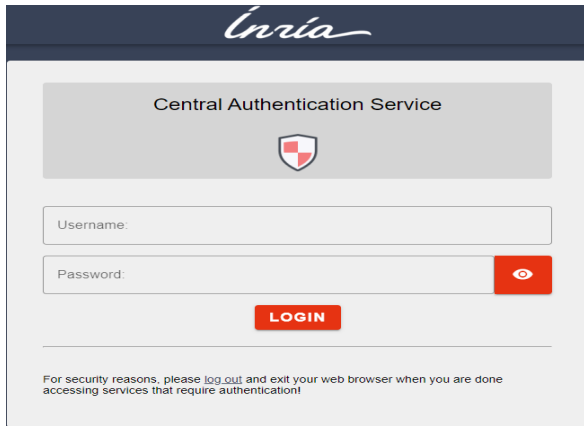 Inria
Central Authentication Service
Username:
Password:
LOGIN
For security reasons, please log out and exit your web browser when you are done
accessing services that require authentication!